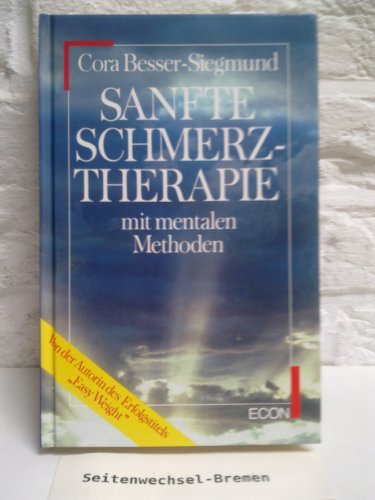 Cora Besser-Siegmund
SANFTE
SCHMERZ-
THERAPIE
mit mentalen
Methoden
Von der Autorin des Erfolgstitels
„Easy Weight“
ECON
Seitenwechsel-Bremen